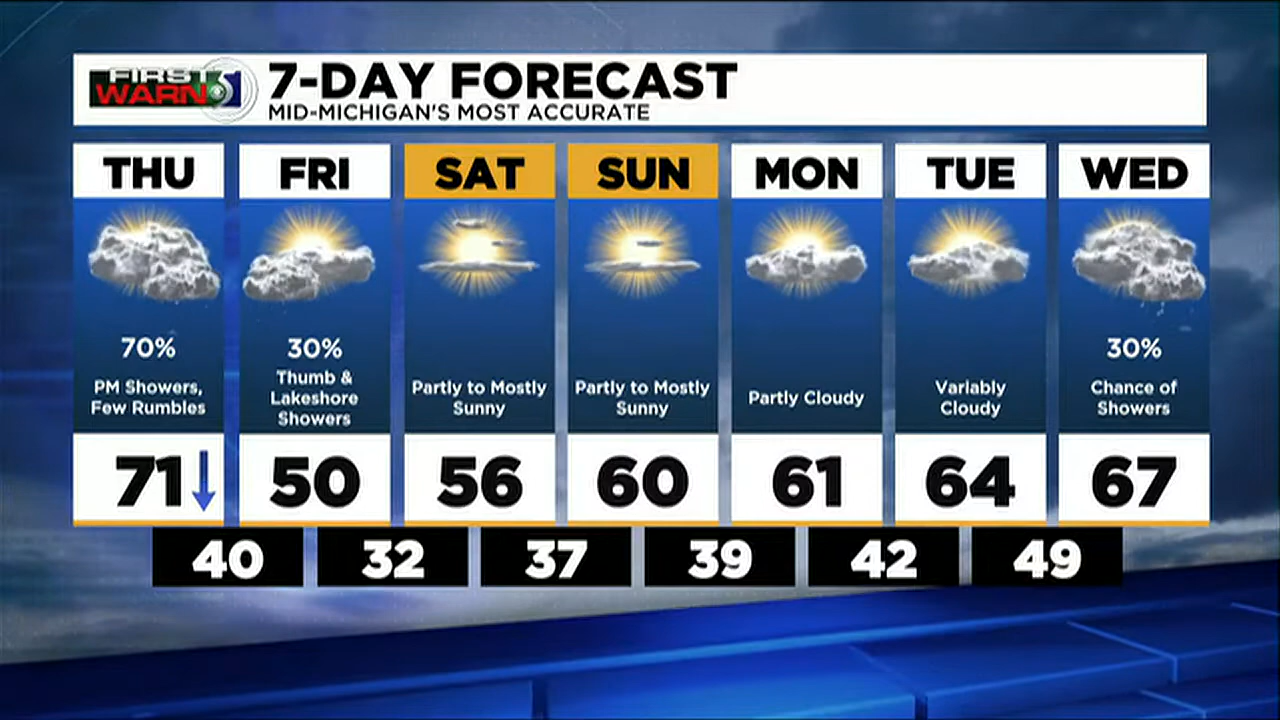 FIRST
WARN 5
7-DAY FORECAST
MID-MICHIGAN'S MOST ACCURATE
THU
FRI
SAT
SUN
MON
TUE
WED
70%
PM Showers,
Few Rumbles
30%
Thumb &
Lakeshore
Showers
Partly to Mostly
Sunny
Partly to Mostly
Sunny
Partly Cloudy
Variably
Cloudy
30%
Chance of
Showers
71
50
56
60
61
64
67
40
32
37
39
42
49